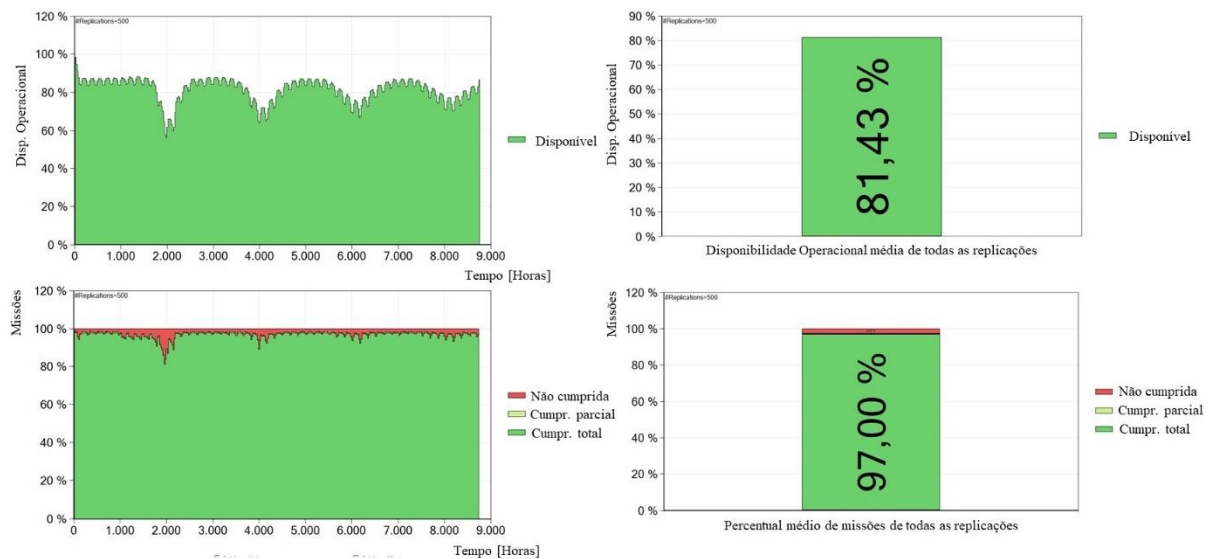 #Replications=500
120 %
100 %
80 %
60 %
40 %
20 %
0 %
Disp. Operacional
0 1.000 2.000 3.000 4.000 5.000 6.000 7.000 8.000 9.000
Tempo [Horas]
Disponível
#Replications=500
90 %
80 %
70 %
60 %
50 %
40 %
30 %
20 %
10 %
0 %
Disp. Operacional
81,43 %
Disponibilidade Operacional média de todas as replicações
Disponível
#Replications=500
120 %
100 %
80 %
60 %
40 %
20 %
0 %
Missões
0 1.000 2.000 3.000 4.000 5.000 6.000 7.000 8.000 9.000
Tempo [Horas]
Não cumprida
Cumpr. parcial
Cumpr. total
#Replications=500
120 %
100 %
80 %
60 %
40 %
20 %
0 %
Missões
97,00 %
Percentual médio de missões de todas as replicações
Não cumprida
Cumpr. parcial
Cumpr. total